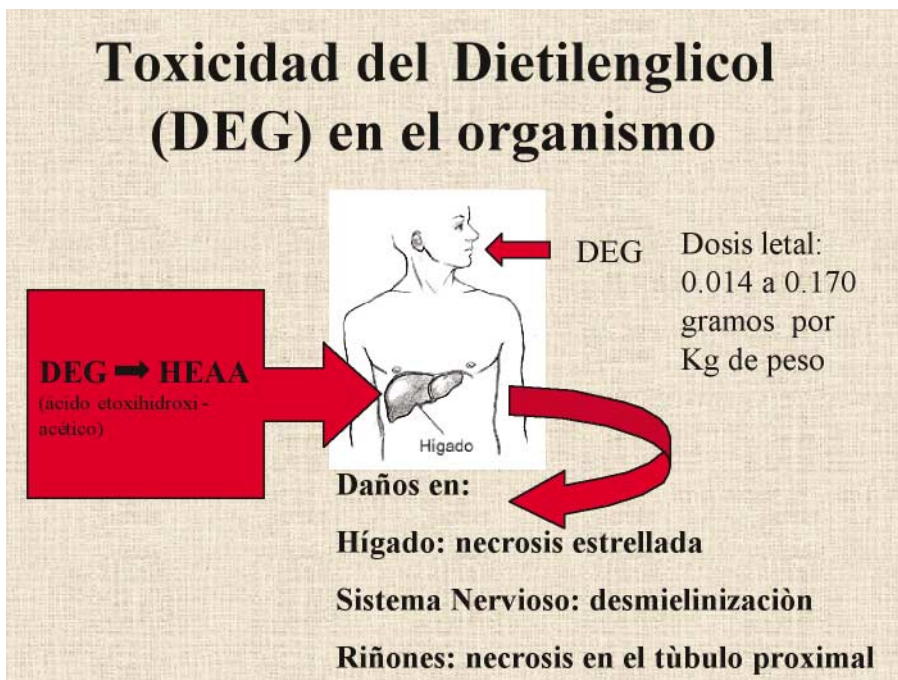 Toxicidad del Dietilenglicol
(DEG) en el organismo
DEG
Dosis letal:
0.014 a 0.170
gramos por
Kg de peso
DEG ➡ HEAA
(ácido etoxihidroxi-
acético)
Hígado
Daños en:
Hígado: necrosis estrellada
Sistema Nervioso: desmielinizaciòn
Riñones: necrosis en el tùbulo proximal